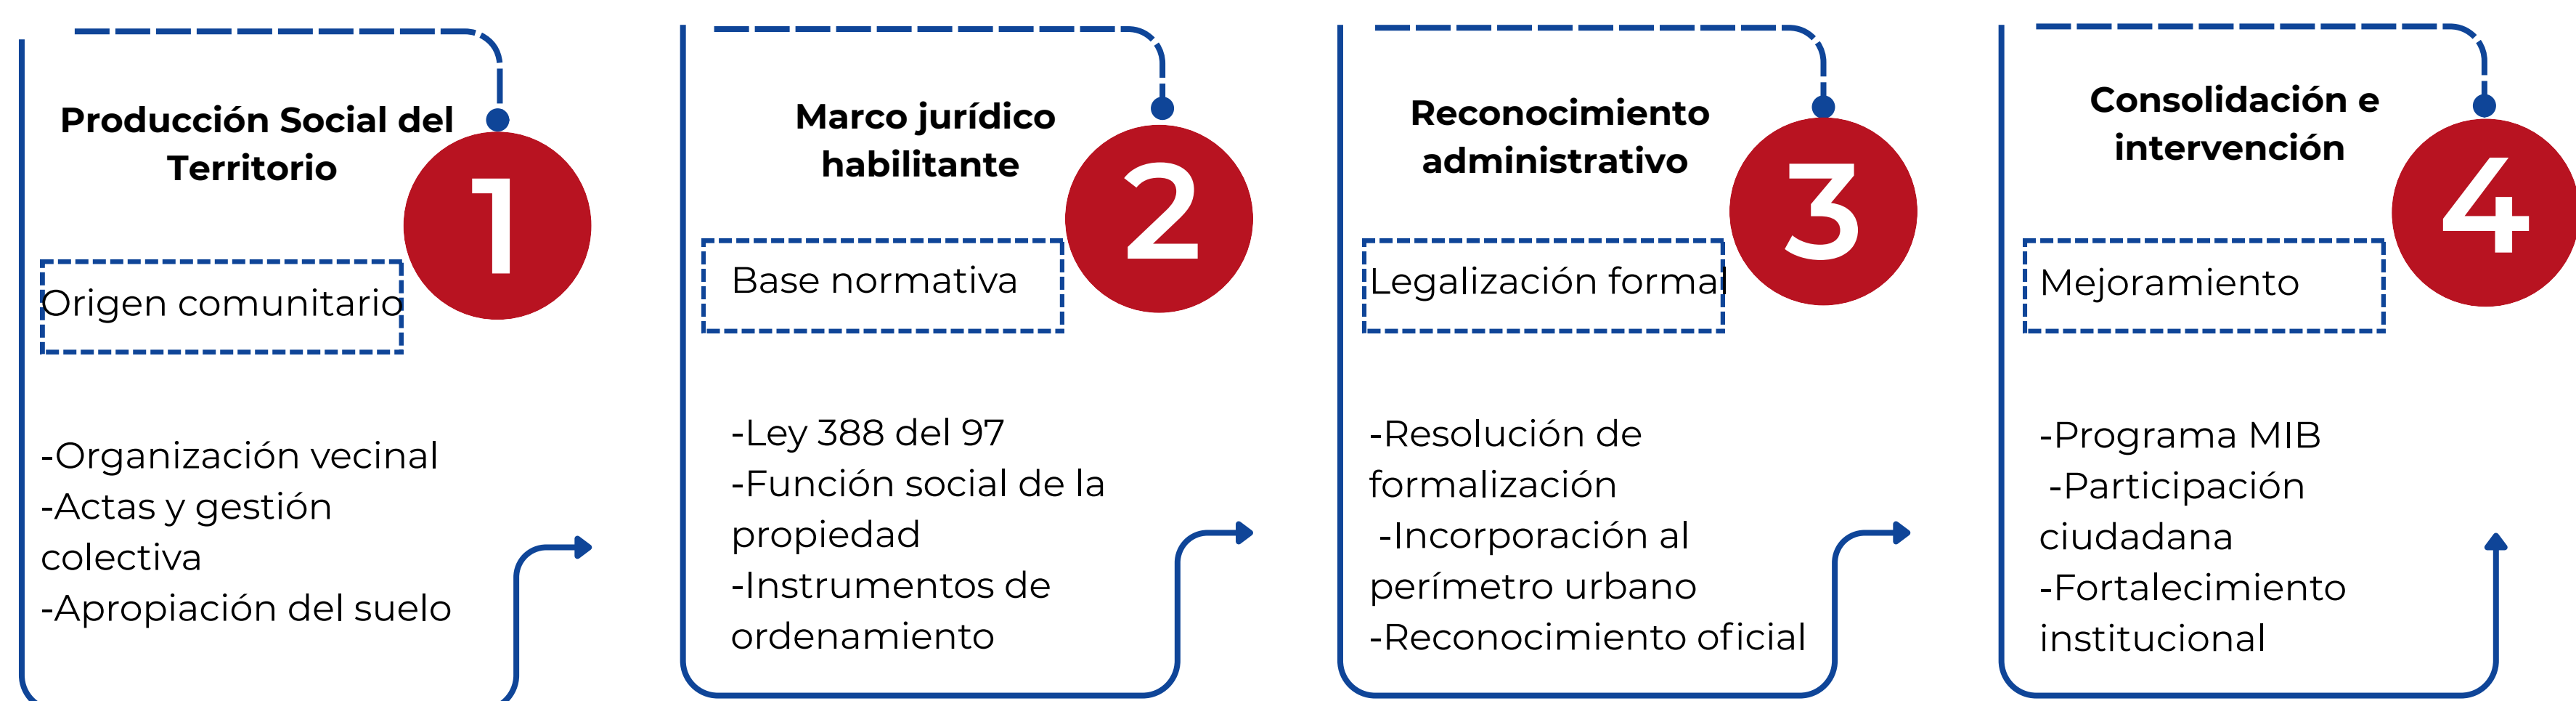 Producción Social del
Territorio
1
Origen comunitario
-Organización vecinal
-Actas y gestión
colectiva
-Apropiación del suelo
Marco jurídico
habilitante
2
Base normativa
-Ley 388 del 97
-Función social de la
propiedad
-Instrumentos de
ordenamiento
Reconocimiento
administrativo
3
Legalización formal
-Resolución de
formalización
-Incorporación al
perímetro urbano
-Reconocimiento oficial
Consolidación e
intervención
4
Mejoramiento
-Programa MIB
-Participación
ciudadana
-Fortalecimiento
institucional